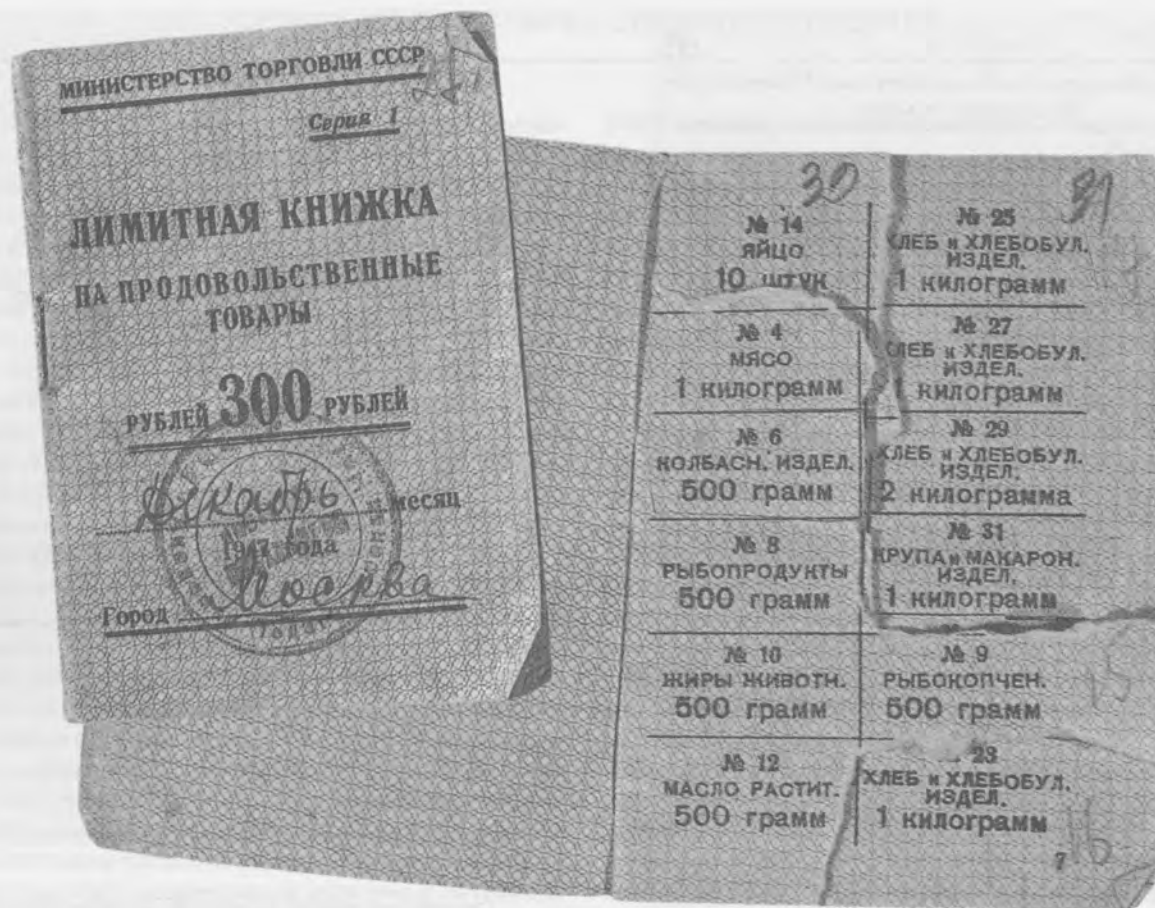 МИНИСТЕРСТВО ТОРГОВЛИ СССР
Серия 1
ЛИМИТНАЯ КНИЖКА
НА ПРОДОВОЛЬСТВЕННЫЕ
ТОВАРЫ
РУБЛЕЙ 300 РУБЛЕЙ
Декабрь месяц
1947 года
Город Москва
30
№ 14
ЯЙЦО
10 штук
№ 4
МЯСО
1 килограмм
№ 6
КОЛБАСН. ИЗДЕЛ.
500 грамм
№ 8
РЫБОПРОДУКТЫ
500 грамм
№ 10
ЖИРЫ ЖИВОТН.
500 грамм
№ 12
МАСЛО РАСТИТ.
500 грамм
31
№ 25
ХЛЕБ и ХЛЕБОБУЛ.
ИЗДЕЛ.
1 килограмм
№ 27
ХЛЕБ и ХЛЕБОБУЛ.
ИЗДЕЛ.
1 килограмм
№ 29
ХЛЕБ и ХЛЕБОБУЛ.
ИЗДЕЛ.
2 килограмма
№ 31
КРУПА и МАКАРОН.
ИЗДЕЛ.
1 килограмм
№ 9
РЫБОКОПЧЕН.
500 грамм
23
ХЛЕБ и ХЛЕБОБУЛ.
ИЗДЕЛ.
1 килограмм
7
15
16